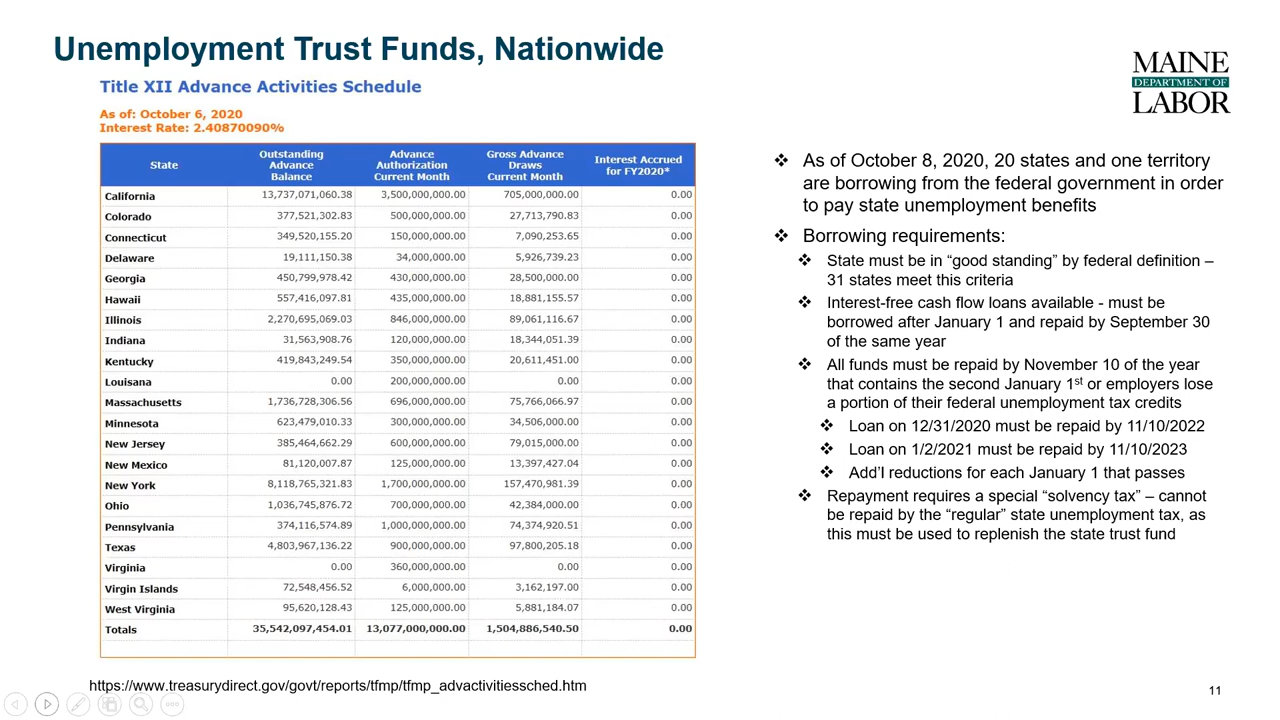 Unemployment Trust Funds, Nationwide
Title XII Advance Activities Schedule
As of: October 6, 2020
Interest Rate: 2.40870090%
State Outstanding Advance Balance Advance Authorization Current Month Gross Advance Draws Current Month Interest Accrued for FY2020*
California 13,737,071,060.38 3,500,000,000.00 705,000,000.00 0.00
Colorado 377,521,302.83 500,000,000.00 27,713,790.83 0.00
Connecticut 349,520,155.20 150,000,000.00 7,090,253.65 0.00
Delaware 19,111,150.38 34,000,000.00 5,926,739.23 0.00
Georgia 450,799,978.42 430,000,000.00 28,500,000.00 0.00
Hawaii 557,416,097.81 435,000,000.00 18,881,155.57 0.00
Illinois 2,270,695,069.03 846,000,000.00 89,061,116.67 0.00
Indiana 31,563,908.76 120,000,000.00 18,344,051.39 0.00
Kentucky 419,843,249.54 350,000,000.00 20,611,451.00 0.00
Louisana 0.00 200,000,000.00 0.00 0.00
Massachusetts 1,736,728,306.56 696,000,000.00 75,766,066.97 0.00
Minnesota 623,479,010.33 300,000,000.00 34,506,000.00 0.00
New Jersey 385,464,662.29 600,000,000.00 79,015,000.00 0.00
New Mexico 81,120,007.87 125,000,000.00 13,397,427.04 0.00
New York 8,118,765,321.83 1,700,000,000.00 157,470,981.39 0.00
Ohio 1,036,745,876.72 700,000,000.00 42,384,000.00 0.00
Pennsylvania 374,116,574.89 1,000,000,000.00 74,374,920.51 0.00
Texas 4,803,967,136.22 900,000,000.00 97,800,205.18 0.00
Virginia 0.00 360,000,000.00 0.00 0.00
Virgin Islands 72,548,456.52 6,000,000.00 3,162,197.00 0.00
West Virginia 95,620,128.43 125,000,000.00 5,881,184.07 0.00
Totals 35,542,097,454.01 13,077,000,000.00 1,504,886,540.50 0.00
https://www.treasurydirect.gov/govt/reports/tfmp/tfmp_advactivitiessched.htm
MAINE
DEPARTMENT OF
LABOR
❖ As of October 8, 2020, 20 states and one territory
are borrowing from the federal government in order
to pay state unemployment benefits
❖ Borrowing requirements:
❖ State must be in “good standing” by federal definition –
31 states meet this criteria
❖ Interest-free cash flow loans available - must be
borrowed after January 1 and repaid by September 30
of the same year
❖ All funds must be repaid by November 10 of the year
that contains the second January 1st or employers lose
a portion of their federal unemployment tax credits
❖ Loan on 12/31/2020 must be repaid by 11/10/2022
❖ Loan on 1/2/2021 must be repaid by 11/10/2023
❖ Add’l reductions for each January 1 that passes
❖ Repayment requires a special “solvency tax” – cannot
be repaid by the “regular” state unemployment tax, as
this must be used to replenish the state trust fund
11